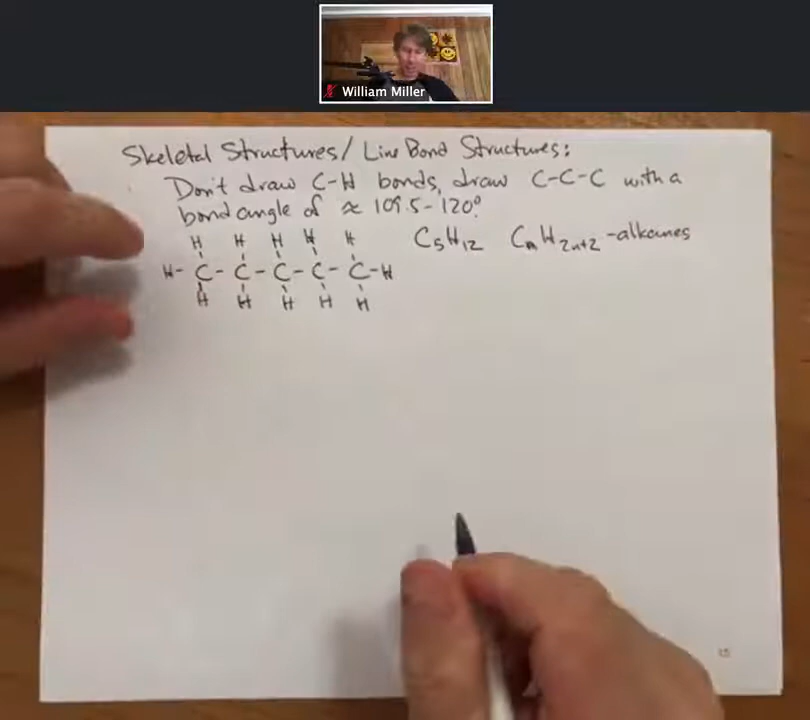 William Miller
Skeletal Structures/ Line Bond Structures:
Don't draw C-H bonds, draw C-C-C with a
bond angle of ≈ 109.5-120°.
C₅H₁₂ CₙH₂ₙ₊₂ -alkanes
H H H H H
H-C-C-C-C-C-H
H H H H H